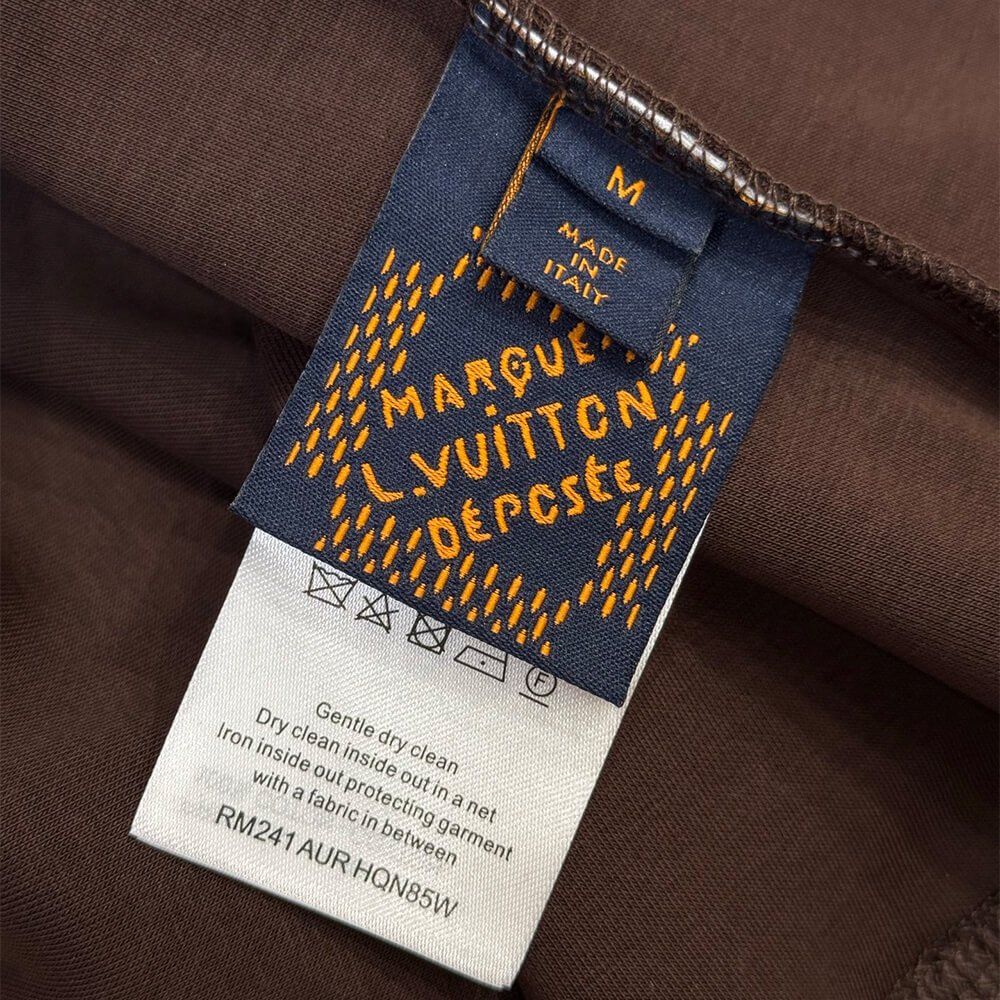 M
MADE
IN
ITALY
MARQUE
L.VUITTON
DÉPOSÉE
F
Gentle dry clean
Dry clean inside out in a net
Iron inside out protecting garment
with a fabric in between
RM241 AUR HQN85W